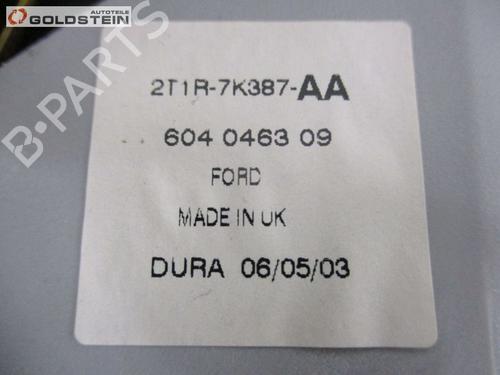 AUTOTEILE
GOLDSTEIN
B-PARTS
2T1R-7K387-AA
604 0463 09
FORD
MADE IN UK
DURA 06/05/03